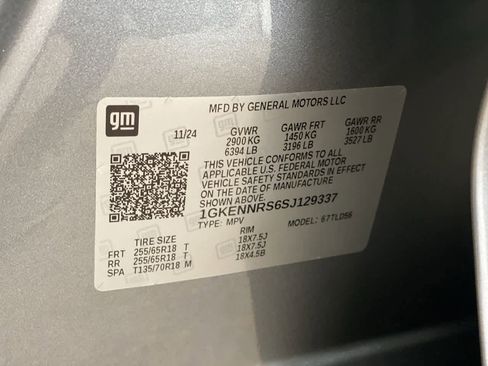 gm
MFD BY GENERAL MOTORS LLC
11/24 GVWR GAWR FRT GAWR RR
2900 KG 1450 KG 1600 KG
6394 LB 3196 LB 3527 LB
THIS VEHICLE CONFORMS TO ALL
APPLICABLE U.S. FEDERAL MOTOR
VEHICLE SAFETY STANDARDS IN EFFECT
ON THE DATE OF MANUFACTURE
SHOWN ABOVE.
1GKENNRS6SJ129337
TYPE: MPV MODEL: 67TLD56
TIRE SIZE RIM
FRT 255/65R18 T 18X7.5J
RR 255/65R18 T 18X7.5J
SPA T135/70R18 M 18X4.5B